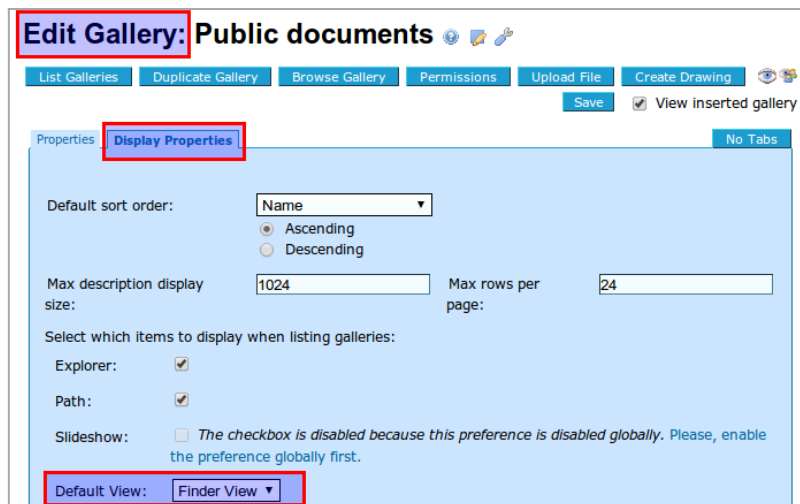 Edit Gallery: Public documents
List Galleries Duplicate Gallery Browse Gallery Permissions Upload File Create Drawing
Save View inserted gallery
Properties Display Properties No Tabs
Default sort order: Name
Ascending
Descending
Max description display size: 1024 Max rows per page: 24
Select which items to display when listing galleries:
Explorer:
Path:
Slideshow: The checkbox is disabled because this preference is disabled globally. Please, enable
the preference globally first.
Default View: Finder View